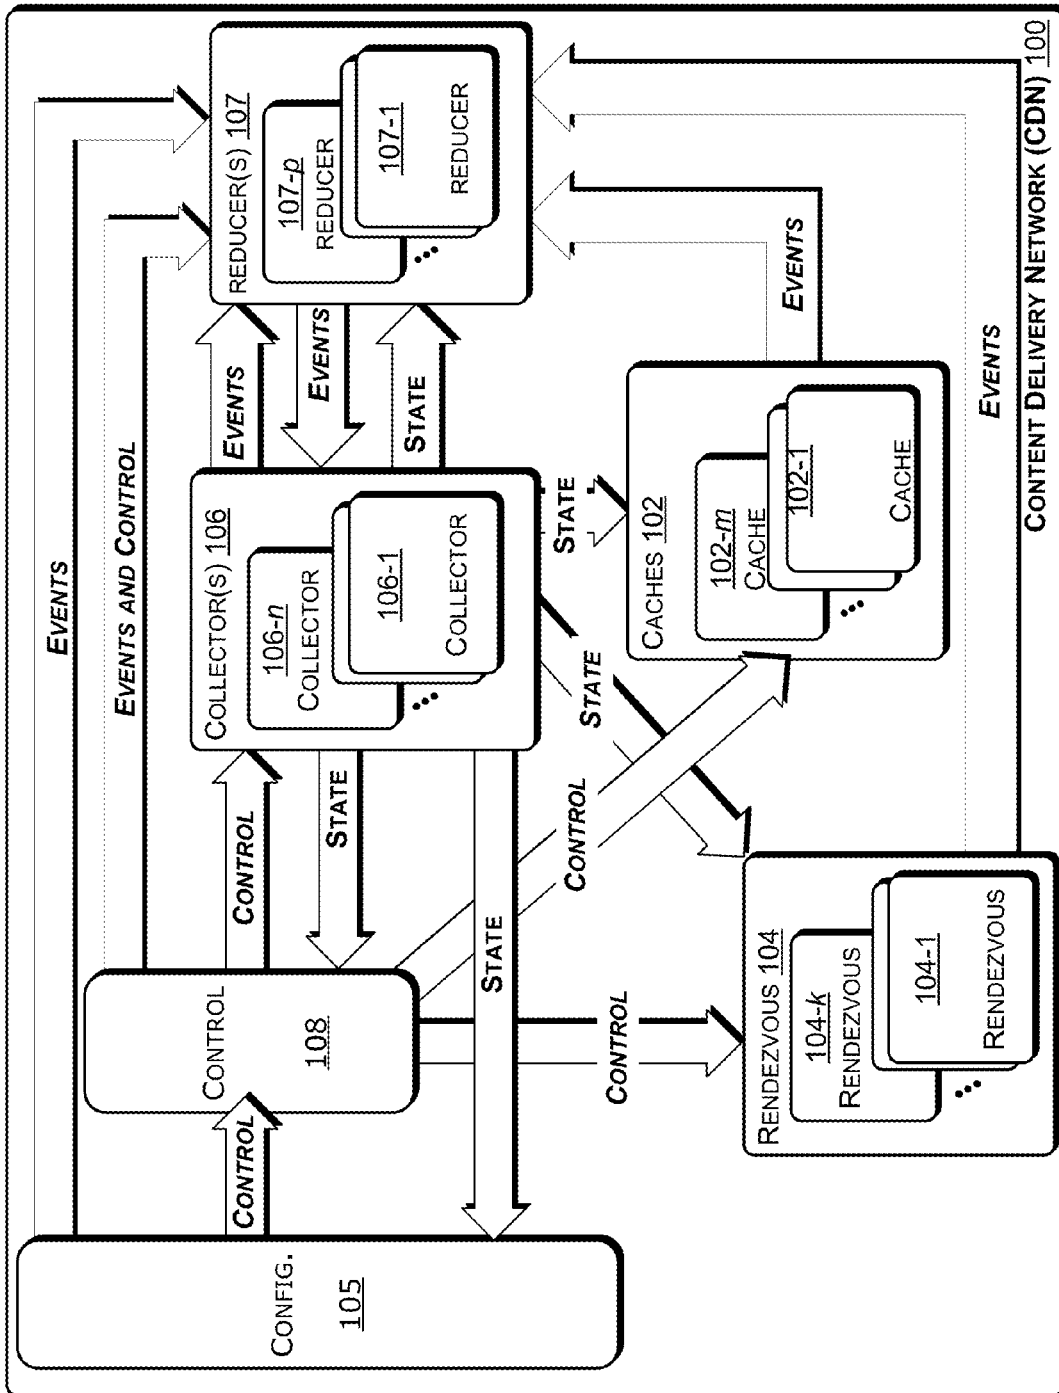 EVENTS
EVENTS AND CONTROL
CONFIG.
105
CONTROL
CONTROL
108
CONTROL
STATE
COLLECTOR(S) 106
106-n
COLLECTOR
106-1
COLLECTOR
...
EVENTS
EVENTS
STATE
REDUCER(S) 107
107-p
REDUCER
107-1
REDUCER
...
STATE
CONTROL
CONTROL
STATE
STATE
RENDEZVOUS 104
104-k
RENDEZVOUS
104-1
RENDEZVOUS
...
CACHES 102
102-m
CACHE
102-1
CACHE
...
EVENTS
EVENTS
CONTENT DELIVERY NETWORK (CDN) 100